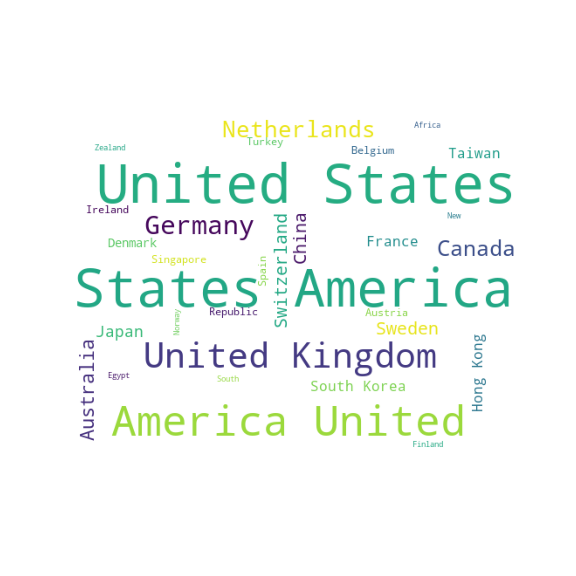 Africa
Netherlands
Turkey
Zealand
Belgium
Taiwan
United States
Ireland
New
Germany
China
Switzerland
France
Denmark
Canada
Singapore
Spain
States America
Republic
Norway
Austria
Japan
Sweden
Australia
United Kingdom
Hong Kong
Egypt
South
South Korea
America United
Finland